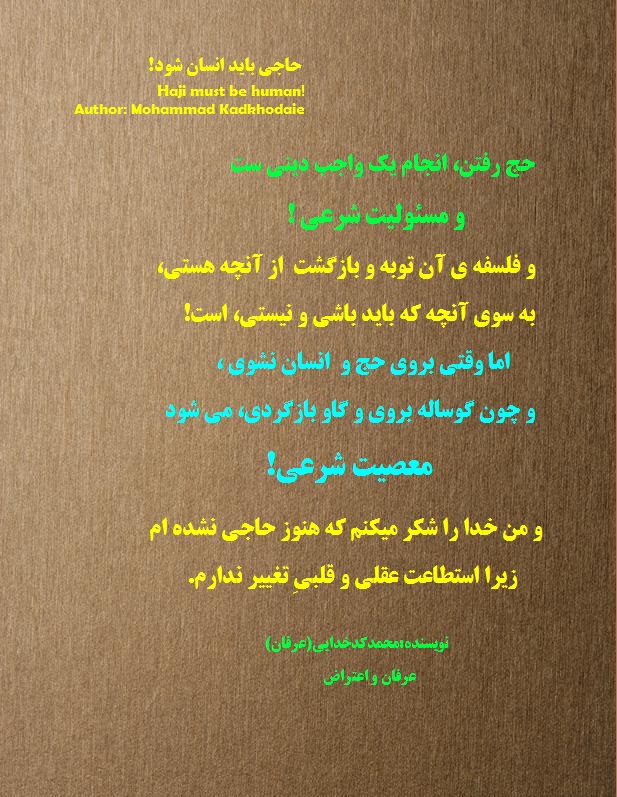 حاجی باید انسان شود!
Haji must be human!
Author: Mohammad Kadkhodaie
حج رفتن، انجام یک واجب دینی ست
و مسئولیت شرعی !
و فلسفه ی آن توبه و بازگشت از آنچه هستی،
به سوی آنچه که باید باشی و نیستی، است!
اما وقتی بروی حج و انسان نشوی ،
و چون گوساله بروی و گاو بازگردی، می شود
معصیت شرعی!
و من خدا را شکر میکنم که هنوز حاجی نشده ام
زیرا استطاعت عقلی و قلبیِ تغییر ندارم.
نویسنده:محمدکدخدایی(عرفان)
عرفان و اعتراض